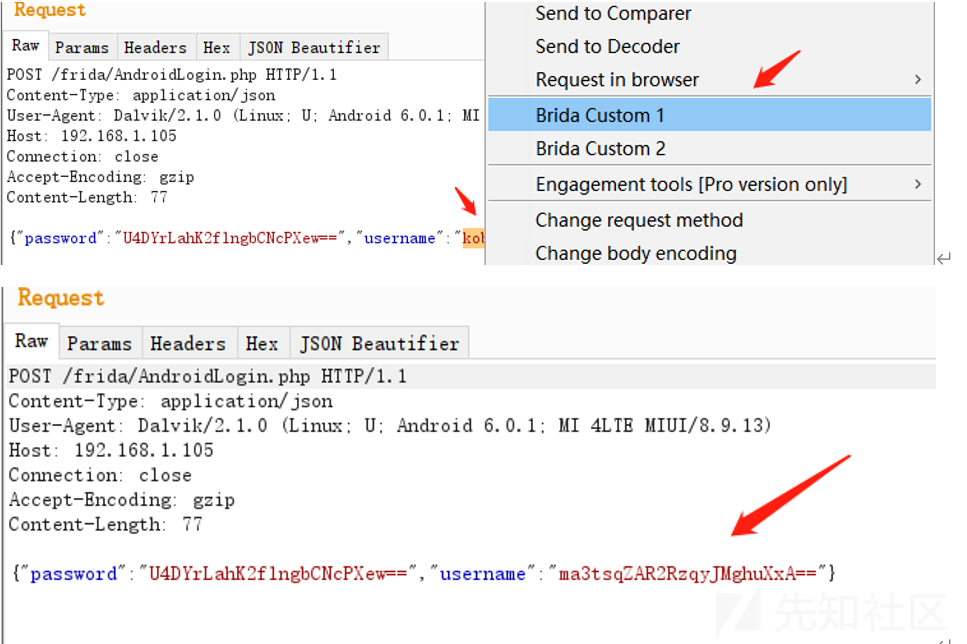 Request
Raw Params Headers Hex JSON Beautifier
POST /frida/AndroidLogin.php HTTP/1.1
Content-Type: application/json
User-Agent: Dalvik/2.1.0 (Linux; U; Android 6.0.1; MI
Host: 192.168.1.105
Connection: close
Accept-Encoding: gzip
Content-Length: 77
{"password":"U4DYrLahK2flngbCNcPXew==","username":"kob
Send to Comparer
Send to Decoder
Request in browser
Brida Custom 1
Brida Custom 2
Engagement tools [Pro version only]
Change request method
Change body encoding
Request
Raw Params Headers Hex JSON Beautifier
POST /frida/AndroidLogin.php HTTP/1.1
Content-Type: application/json
User-Agent: Dalvik/2.1.0 (Linux; U; Android 6.0.1; MI 4LTE MIUI/8.9.13)
Host: 192.168.1.105
Connection: close
Accept-Encoding: gzip
Content-Length: 77
{"password":"U4DYrLahK2flngbCNcPXew==","username":"ma3tsqZAR2RzqyJMghuXxA=="}
先知社区